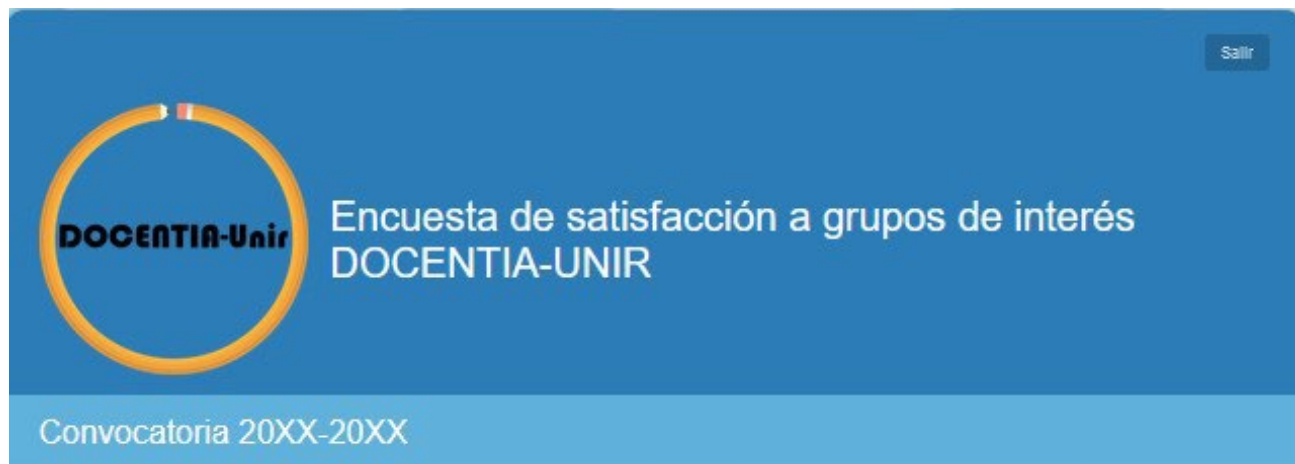 Salir
DOCENTIA-Unir
Encuesta de satisfacción a grupos de interés
DOCENTIA-UNIR
Convocatoria 20XX-20XX